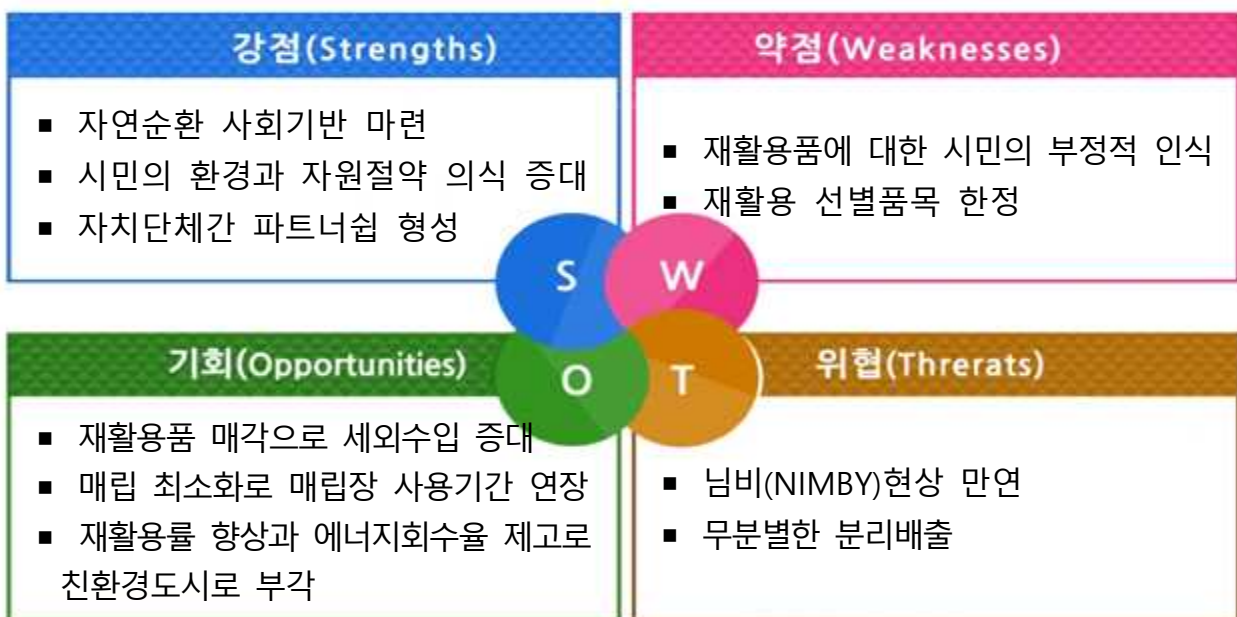 강점(Strengths)
▪ 자연순환 사회기반 마련
▪ 시민의 환경과 자원절약 의식 증대
▪ 자치단체간 파트너쉽 형성
약점(Weaknesses)
▪ 재활용품에 대한 시민의 부정적 인식
▪ 재활용 선별품목 한정
S
W
O
T
기회(Opportunities)
▪ 재활용품 매각으로 세외수입 증대
▪ 매립 최소화로 매립장 사용기간 연장
▪ 재활용률 향상과 에너지회수율 제고로
친환경도시로 부각
위협(Threrats)
▪ 님비(NIMBY)현상 만연
▪ 무분별한 분리배출